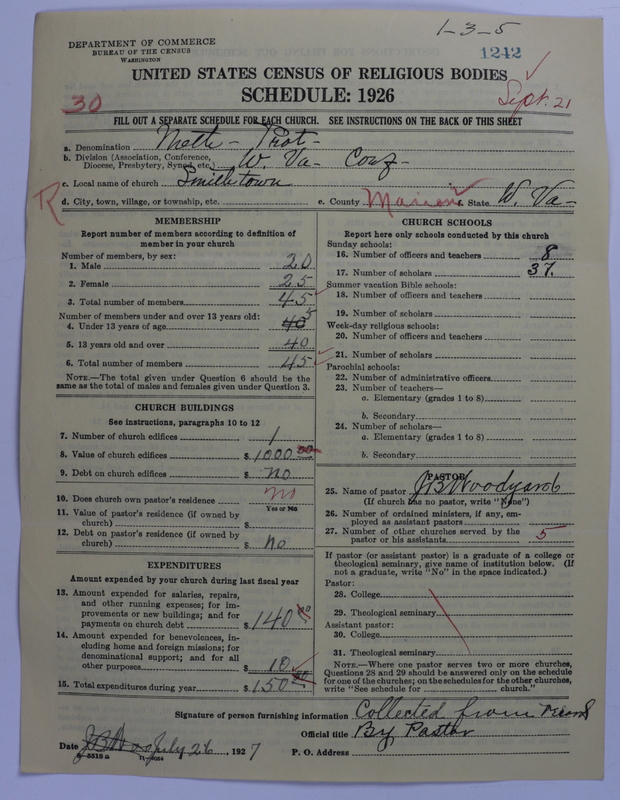 1-3-5
DEPARTMENT OF COMMERCE
BUREAU OF THE CENSUS
WASHINGTON
1242
UNITED STATES CENSUS OF RELIGIOUS BODIES
30
SCHEDULE: 1926
Sept. 21
FILL OUT A SEPARATE SCHEDULE FOR EACH CHURCH. SEE INSTRUCTIONS ON THE BACK OF THIS SHEET
a. Denomination Meth- Prot-
b. Division (Association, Conference, Diocese, Presbytery, Synod, etc.) W. Va- Conf-
c. Local name of church Smithtown
R
d. City, town, village, or township, etc. e. County Marion f. State W. Va-
MEMBERSHIP
Report number of members according to definition of
member in your church
Number of members, by sex:
1. Male 20
2. Female 25
3. Total number of members 45
Number of members under and over 13 years old:
4. Under 13 years of age 40 5
5. 13 years old and over 40
6. Total number of members 45
NOTE.—The total given under Question 6 should be the
same as the total of males and females given under Question 3.
CHURCH BUILDINGS
See instructions, paragraphs 10 to 12
7. Number of church edifices 1
8. Value of church edifices $ 1000 00
9. Debt on church edifices $ no
10. Does church own pastor's residence no
Yes or No
11. Value of pastor's residence (if owned by
church) $
12. Debt on pastor's residence (if owned by
church) $ no
EXPENDITURES
Amount expended by your church during last fiscal year
13. Amount expended for salaries, repairs,
and other running expenses; for im-
provements or new buildings; and for
payments on church debt $ 140 00
14. Amount expended for benevolences, in-
cluding home and foreign missions; for
denominational support; and for all
other purposes $ 10
15. Total expenditures during year $ 150 00
CHURCH SCHOOLS
Report here only schools conducted by this church
Sunday schools:
16. Number of officers and teachers 8
17. Number of scholars 37.
Summer vacation Bible schools:
18. Number of officers and teachers
19. Number of scholars
Week-day religious schools:
20. Number of officers and teachers
21. Number of scholars
Parochial schools:
22. Number of administrative officers
23. Number of teachers—
a. Elementary (grades 1 to 8)
b. Secondary
24. Number of scholars—
a. Elementary (grades 1 to 8)
b. Secondary
PASTOR
25. Name of pastor J B Woodyard 6
(If church has no pastor, write "None")
26. Number of ordained ministers, if any, em-
ployed as assistant pastors
27. Number of other churches served by the
pastor or his assistants 5
If pastor (or assistant pastor) is a graduate of a college or
theological seminary, give name of institution below. (If
not a graduate, write "No" in the space indicated.)
Pastor:
28. College
29. Theological seminary
Assistant pastor:
30. College
31. Theological seminary
NOTE.—Where one pastor serves two or more churches,
Questions 28 and 29 should be answered only on the schedule
for one of the churches; on the schedules for the other churches,
write "See schedule for church."
Signature of person furnishing information Collected from
Official title By Pastor
Date July 26, 1927 P. O. Address